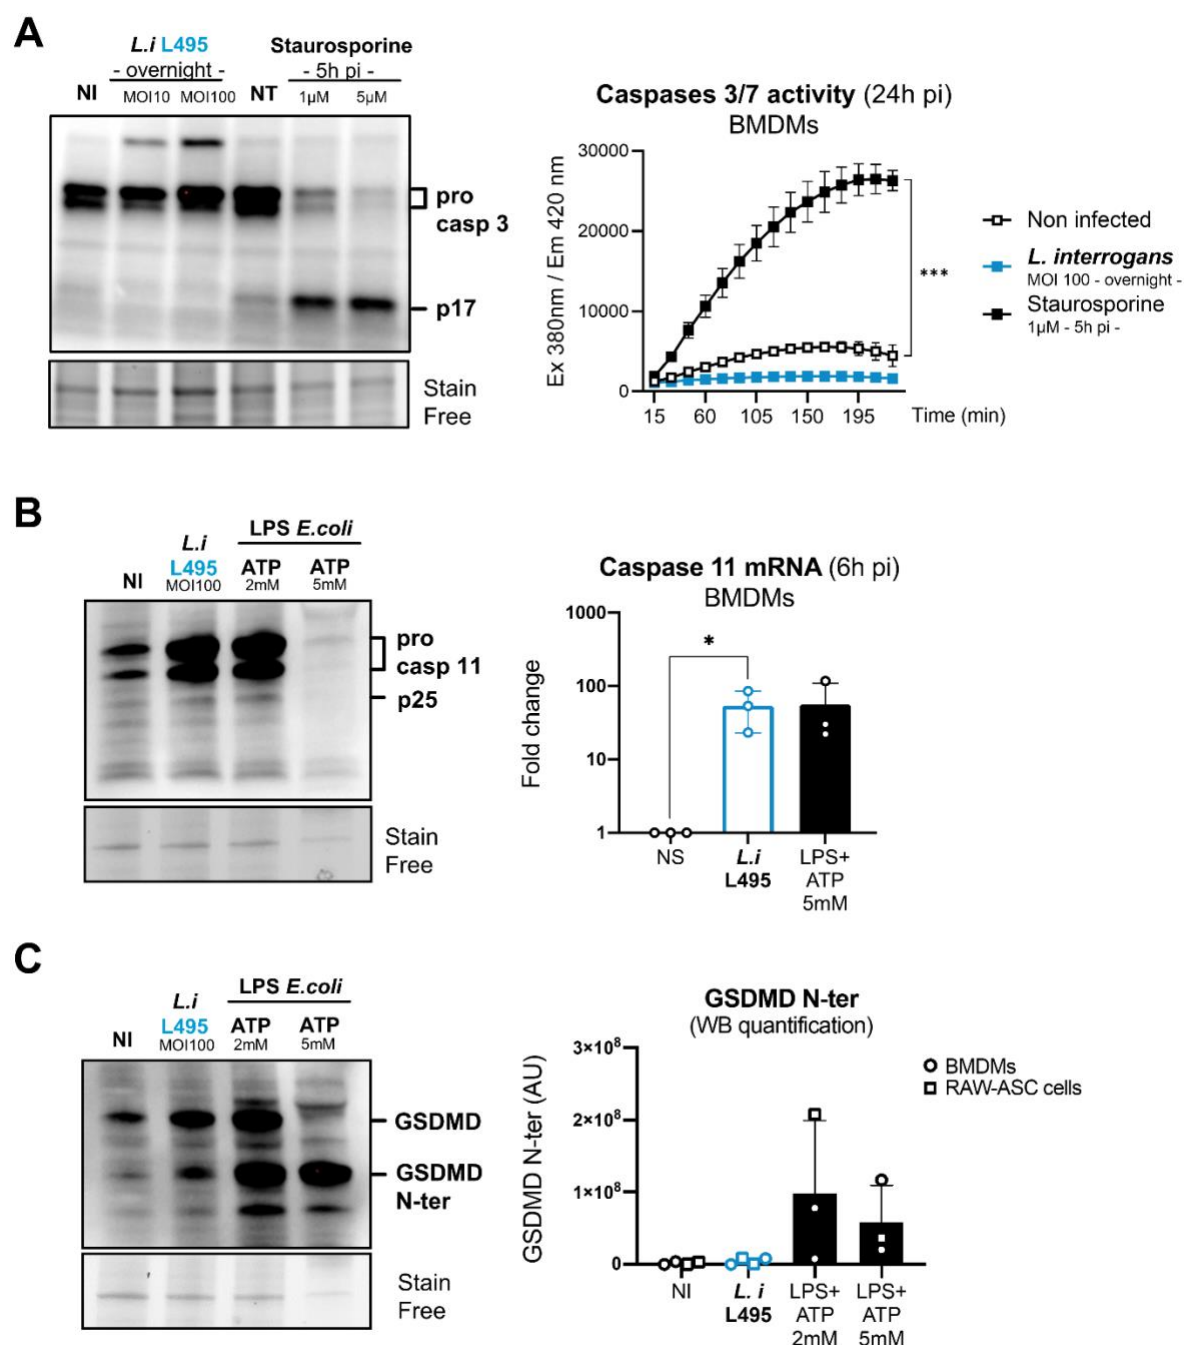 A
L.i L495
- overnight -
Staurosporine
- 5h pi -
NI MOI10 MOI100 NT 1µM 5µM
pro
casp 3
p17
Stain
Free
Caspases 3/7 activity (24h pi)
BMDMs
Ex 380nm / Em 420 nm
30000
20000
10000
0
15 60 105 150 195 Time (min)
Non infected
L. interrogans
MOI 100 - overnight -
Staurosporine
1µM - 5h pi -
***
B
LPS E.coli
L.i
L495
MOI100
NI
ATP
2mM
ATP
5mM
pro
casp 11
p25
Stain
Free
Caspase 11 mRNA (6h pi)
BMDMs
Fold change
1000
100
10
1
*
NS
L.i
L495
LPS+
ATP
5mM
C
LPS E.coli
L.i
L495
MOI100
NI
ATP
2mM
ATP
5mM
GSDMD
GSDMD
N-ter
Stain
Free
GSDMD N-ter
(WB quantification)
GSDMD N-ter (AU)
3×10⁸
2×10⁸
1×10⁸
0
BMDMs
RAW-ASC cells
NI
L. i
L495
LPS+
ATP
2mM
LPS+
ATP
5mM